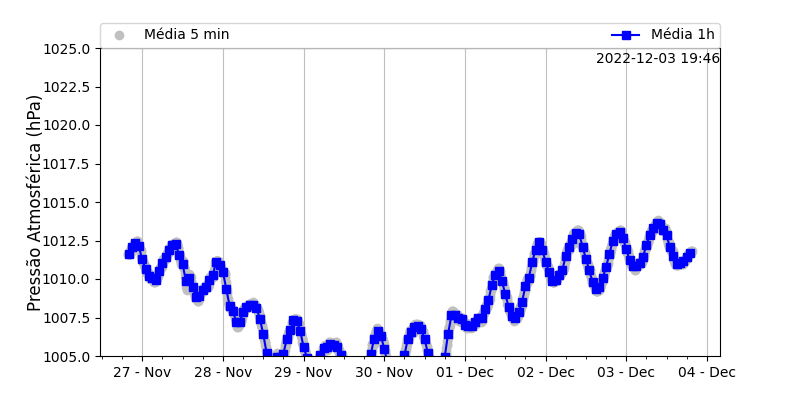 Média 5 min
Média 1h
2022-12-03 19:46
Pressão Atmosférica (hPa)
1025.0
1022.5
1020.0
1017.5
1015.0
1012.5
1010.0
1007.5
1005.0
27 - Nov
28 - Nov
29 - Nov
30 - Nov
01 - Dec
02 - Dec
03 - Dec
04 - Dec